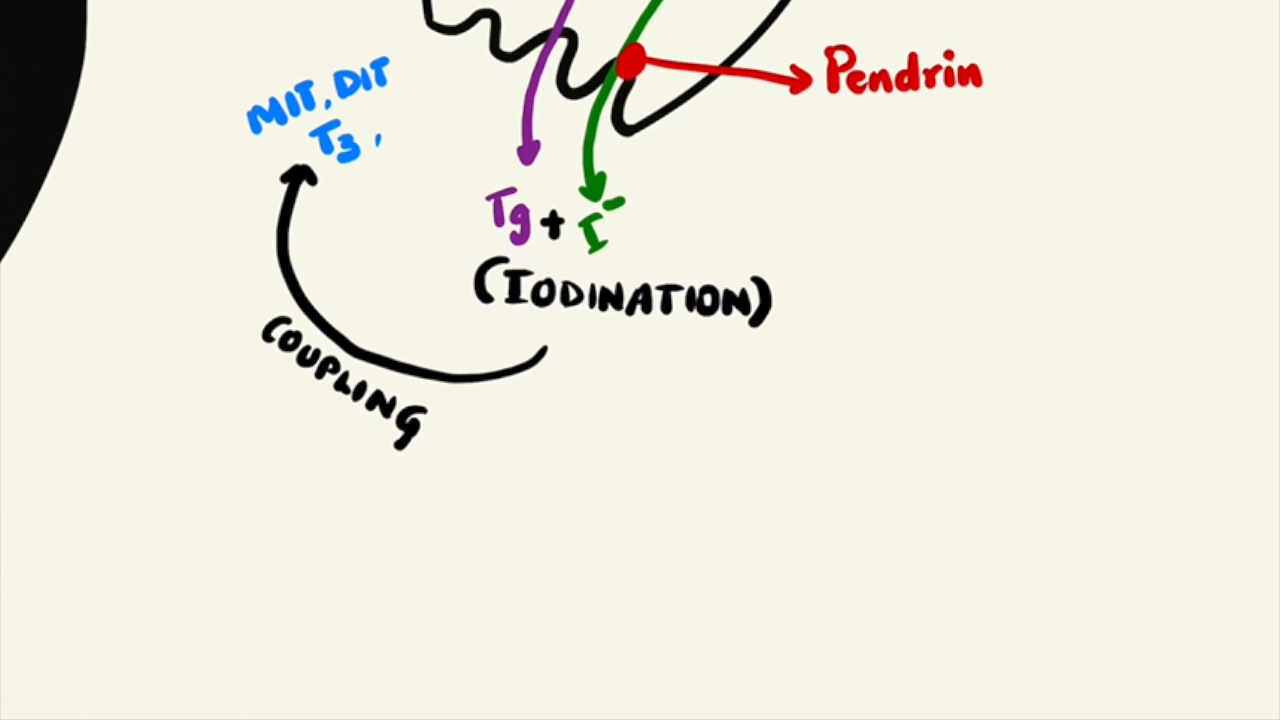 Pendrin
MIT, DIT
T3,
Tg + I-
(IODINATION)
COUPLING